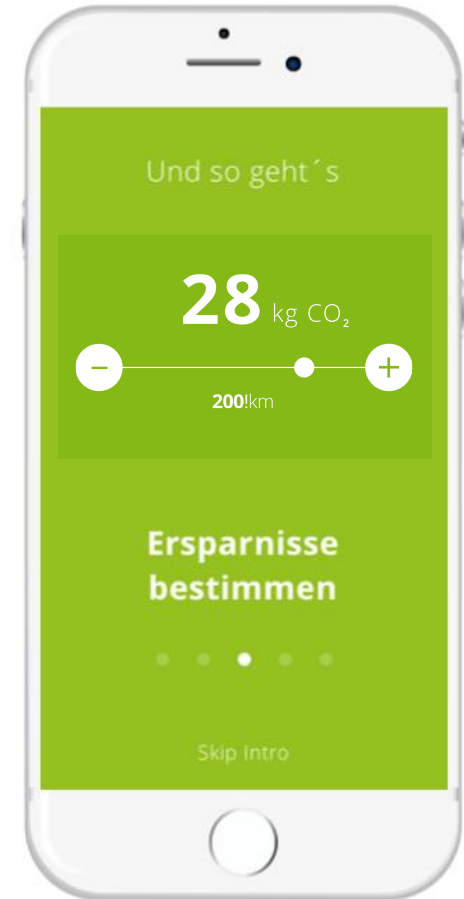 Und so geht´s
28 kg CO₂
− +
200!km
Ersparnisse
bestimmen
Skip Intro